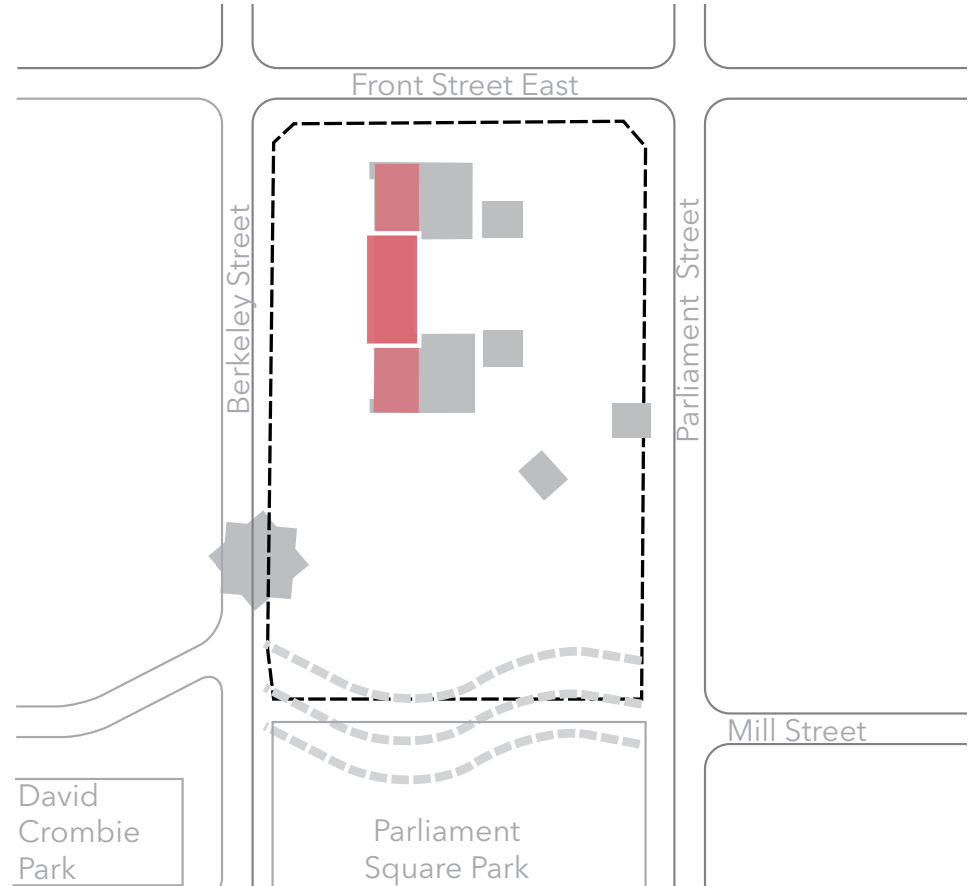 Front Street East
Berkeley Street
Parliament Street
Mill Street
David
Crombie
Park
Parliament
Square Park